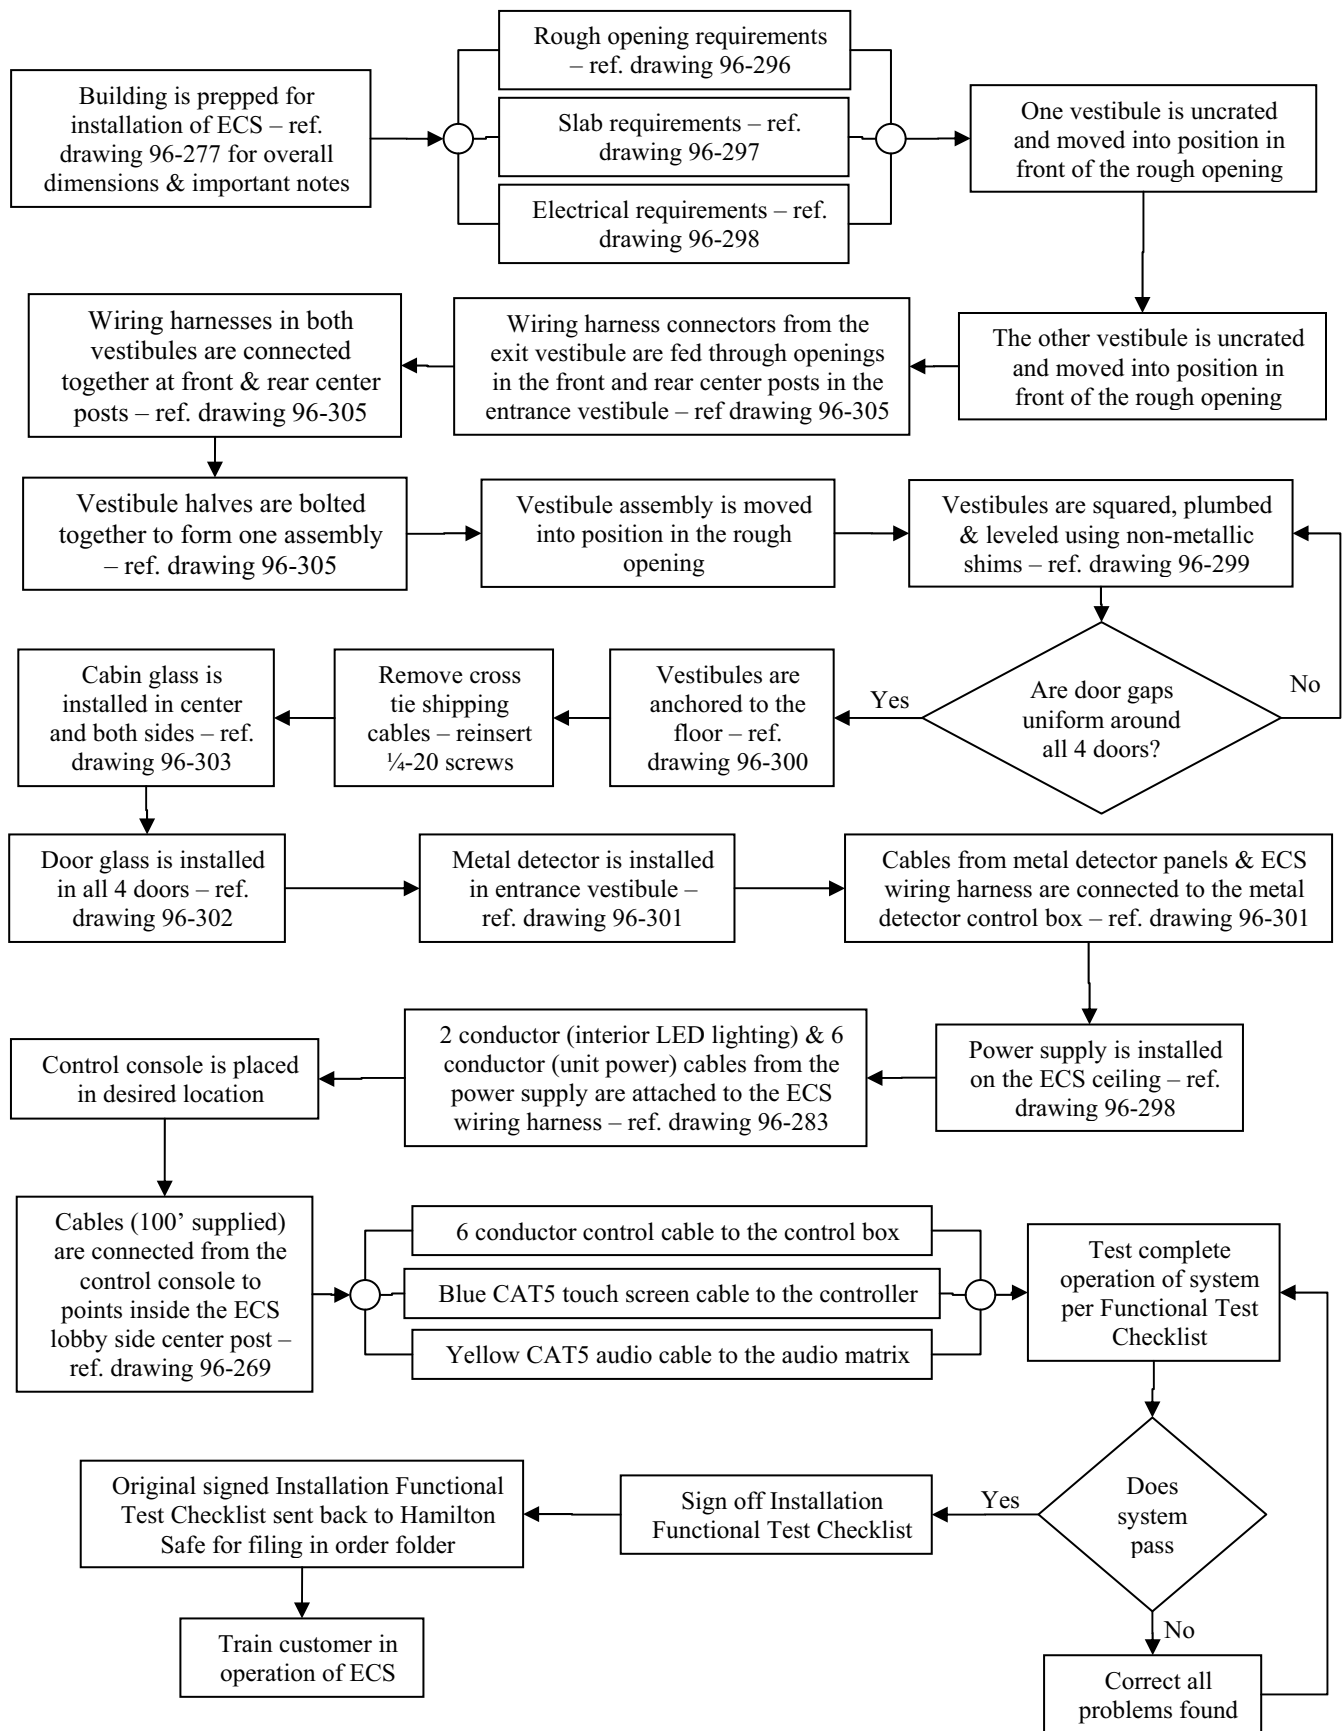 Building is prepped for
installation of ECS – ref.
drawing 96-277 for overall
dimensions & important notes
Rough opening requirements
– ref. drawing 96-296
Slab requirements – ref.
drawing 96-297
Electrical requirements – ref.
drawing 96-298
One vestibule is uncrated
and moved into position in
front of the rough opening
The other vestibule is uncrated
and moved into position in
front of the rough opening
Wiring harness connectors from the
exit vestibule are fed through openings
in the front and rear center posts in the
entrance vestibule – ref drawing 96-305
Wiring harnesses in both
vestibules are connected
together at front & rear center
posts – ref. drawing 96-305
Vestibule halves are bolted
together to form one assembly
– ref. drawing 96-305
Vestibule assembly is moved
into position in the rough
opening
Vestibules are squared, plumbed
& leveled using non-metallic
shims – ref. drawing 96-299
Are door gaps
uniform around
all 4 doors?
No
Yes
Vestibules are
anchored to the
floor – ref.
drawing 96-300
Remove cross
tie shipping
cables – reinsert
¼-20 screws
Cabin glass is
installed in center
and both sides – ref.
drawing 96-303
Door glass is installed
in all 4 doors – ref.
drawing 96-302
Metal detector is installed
in entrance vestibule –
ref. drawing 96-301
Cables from metal detector panels & ECS
wiring harness are connected to the metal
detector control box – ref. drawing 96-301
Power supply is installed
on the ECS ceiling – ref.
drawing 96-298
2 conductor (interior LED lighting) & 6
conductor (unit power) cables from the
power supply are attached to the ECS
wiring harness – ref. drawing 96-283
Control console is placed
in desired location
Cables (100’ supplied)
are connected from the
control console to
points inside the ECS
lobby side center post –
ref. drawing 96-269
6 conductor control cable to the control box
Blue CAT5 touch screen cable to the controller
Yellow CAT5 audio cable to the audio matrix
Test complete
operation of system
per Functional Test
Checklist
Does
system
pass
No
Correct all
problems found
Yes
Sign off Installation
Functional Test Checklist
Original signed Installation Functional
Test Checklist sent back to Hamilton
Safe for filing in order folder
Train customer in
operation of ECS